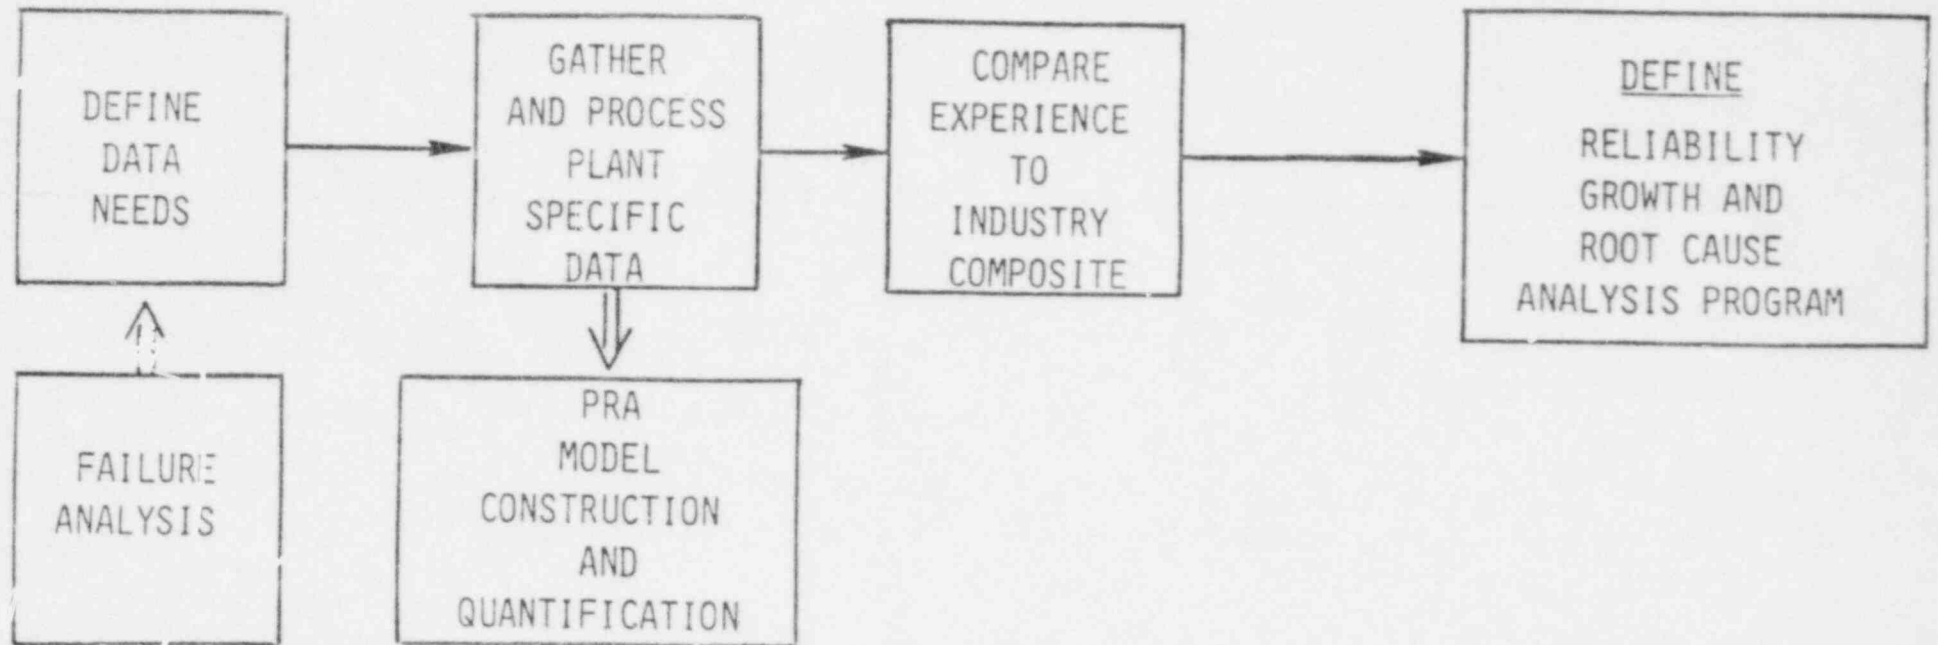 DEFINE
DATA
NEEDS
GATHER
AND PROCESS
PLANT
SPECIFIC
DATA
COMPARE
EXPERIENCE
TO
INDUSTRY
COMPOSITE
DEFINE
RELIABILITY
GROWTH AND
ROOT CAUSE
ANALYSIS PROGRAM
FAILURE
ANALYSIS
PRA
MODEL
CONSTRUCTION
AND
QUANTIFICATION